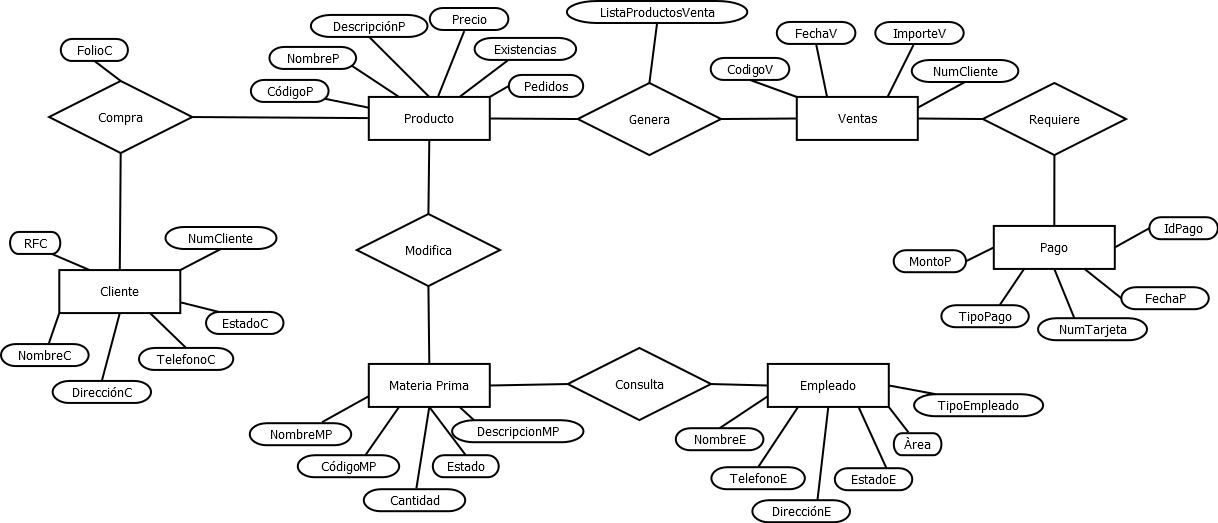 ListaProductosVenta
Precio
DescripciónP
FechaV
ImporteV
FolioC
NombreP
Existencias
CodigoV
NumCliente
CódigoP
Pedidos
Compra
Producto
Genera
Ventas
Requiere
RFC
NumCliente
Modifica
Pago
IdPago
MontoP
Cliente
FechaP
EstadoC
TipoPago
NumTarjeta
NombreC
TelefonoC
DirecciónC
Materia Prima
Consulta
Empleado
TipoEmpleado
NombreMP
DescripcionMP
NombreE
Àrea
CódigoMP
Estado
TelefonoE
EstadoE
Cantidad
DirecciónE